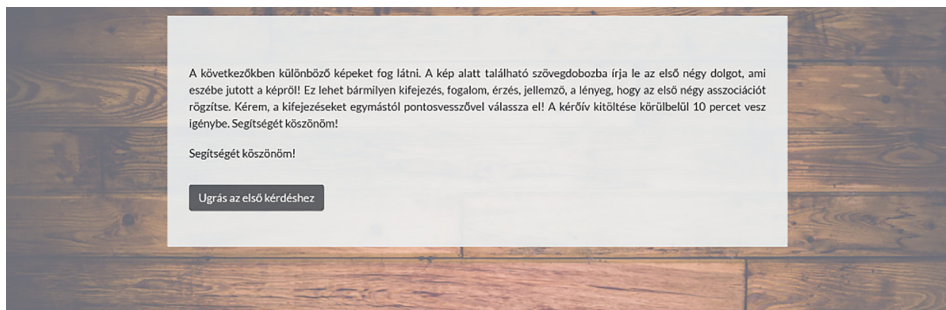 A következőkben különböző képeket fog látni. A kép alatt található szövegdobozba írja le az első négy dolgot, ami
eszébe jutott a képről! Ez lehet bármilyen kifejezés, fogalom, érzés, jellemző, a lényeg, hogy az első négy asszociációt
rögzítse. Kérem, a kifejezéseket egymástól pontosvesszővel válassza el! A kérőív kitöltése körülbelül 10 percet vesz
igénybe. Segítségét köszönöm!
Segítségét köszönöm!
Ugrás az első kérdéshez